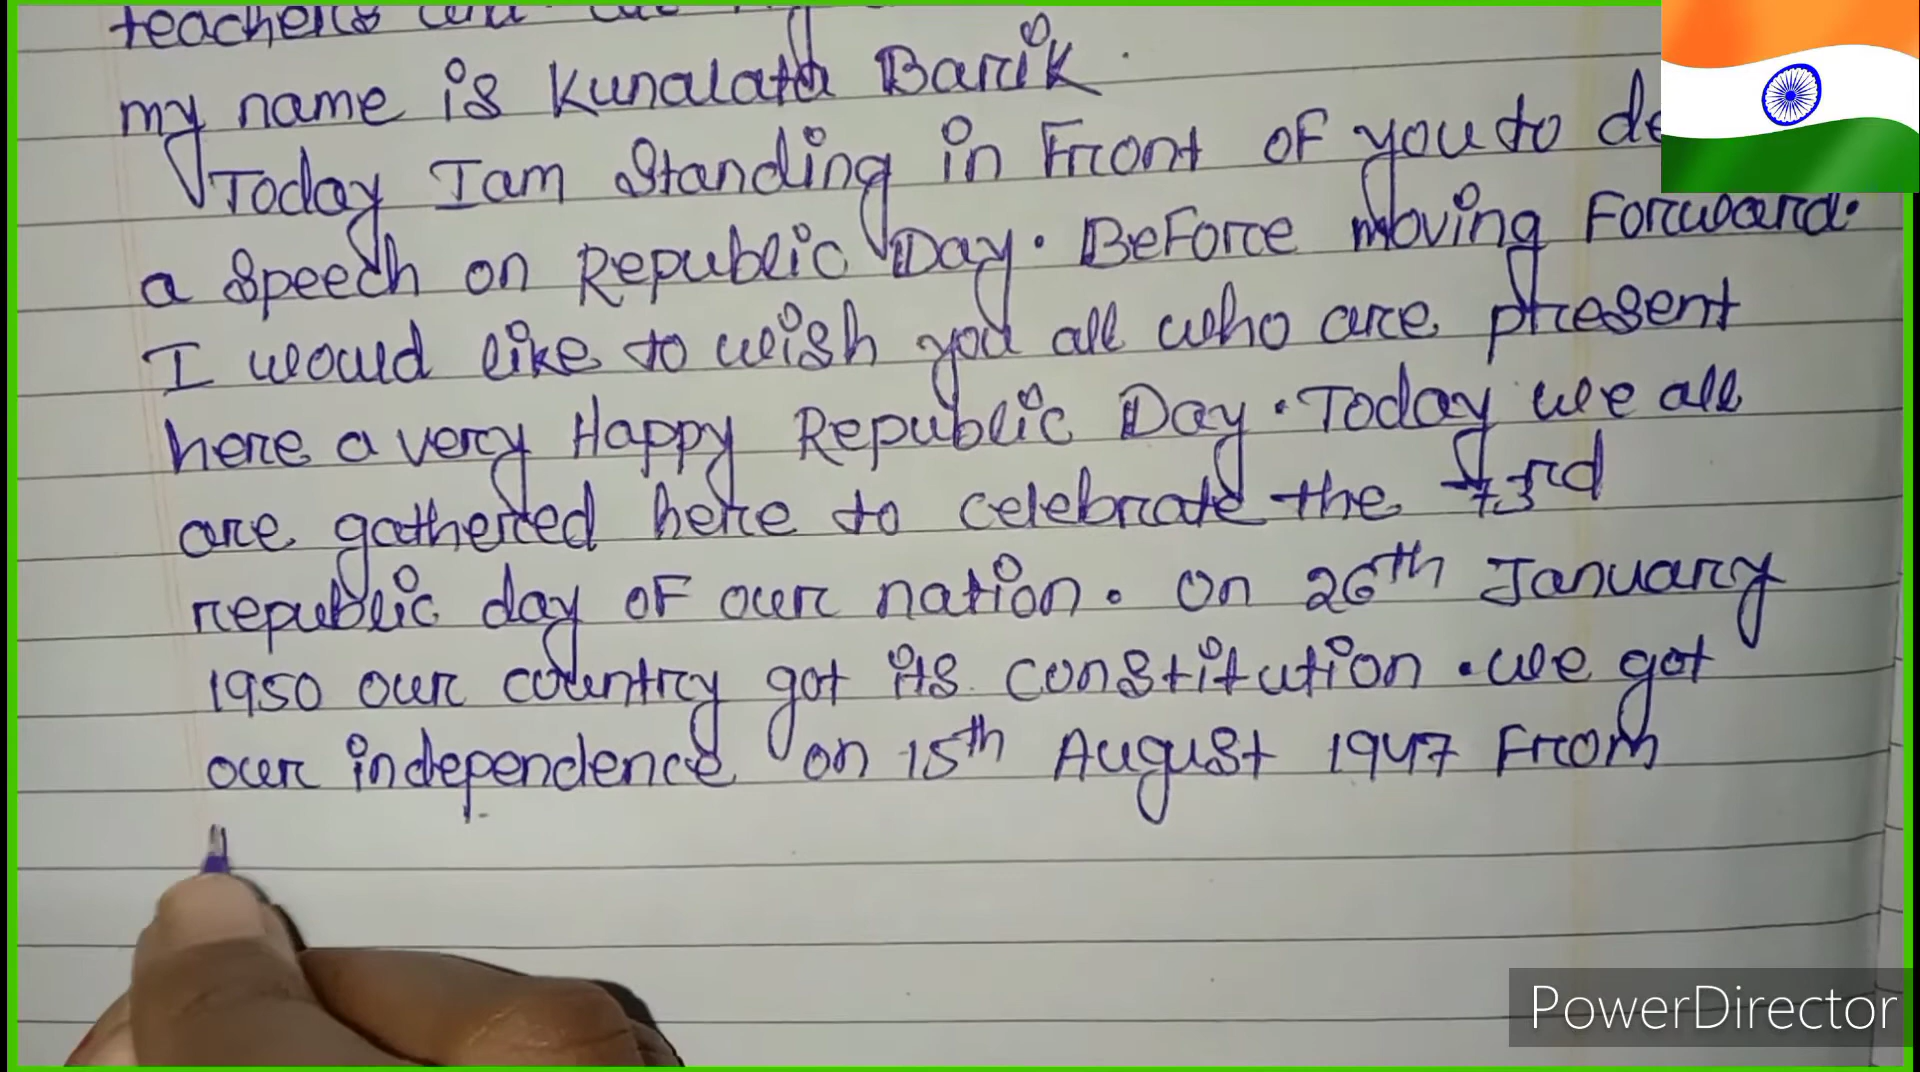 teachers and
my name is Kunalata Barik.
Today I am Standing in Front of you to
a Speech on Republic Day. Before moving Forward.
I would like to wish you all who are present
here a very Happy Republic Day. Today we all
are gathered here to celebrate the 73rd
republic day of our nation. on 26th January
1950 our country got its constitution. we got
our independence on 15th August 1947 From
PowerDirector